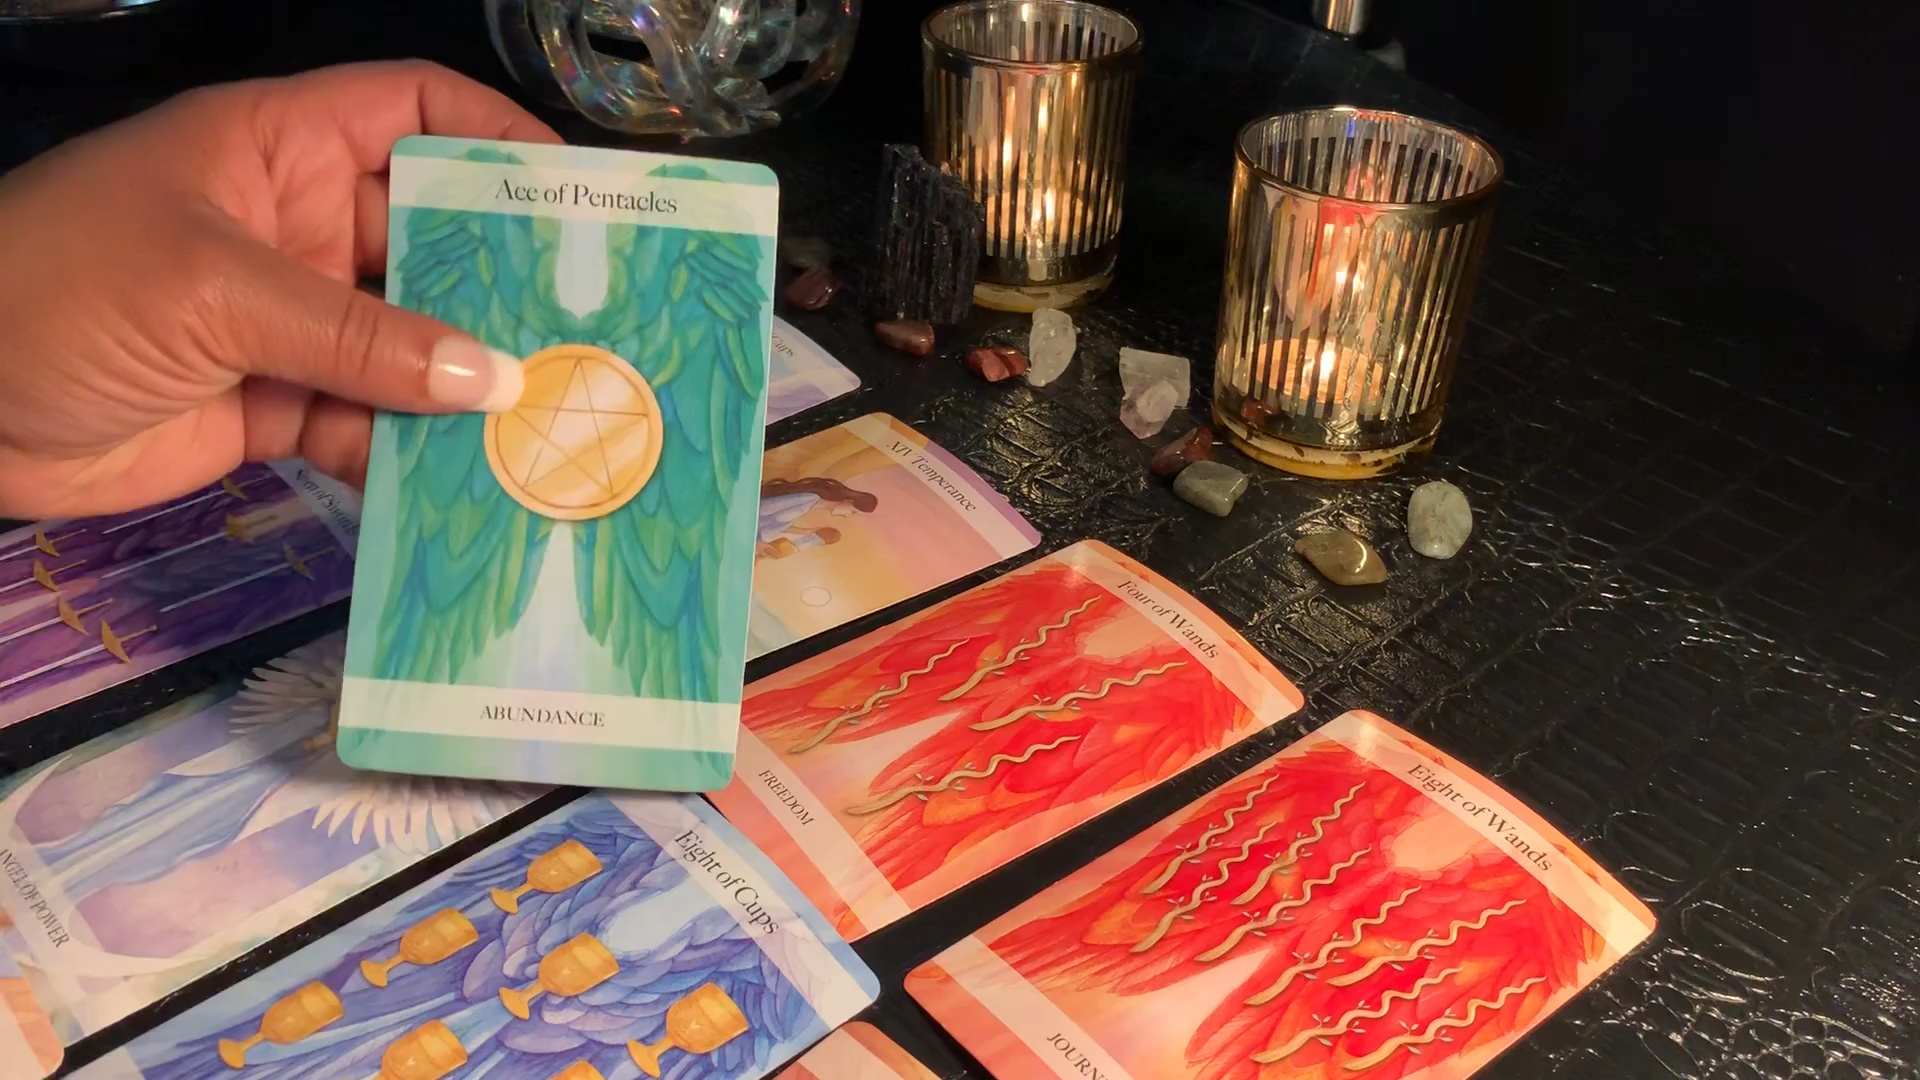 Ace of Pentacles
ABUNDANCE
Cups
XIV Temperance
Four of Wands
FREEDOM
Eight of Wands
Eight of Cups
ANGEL OF POWER